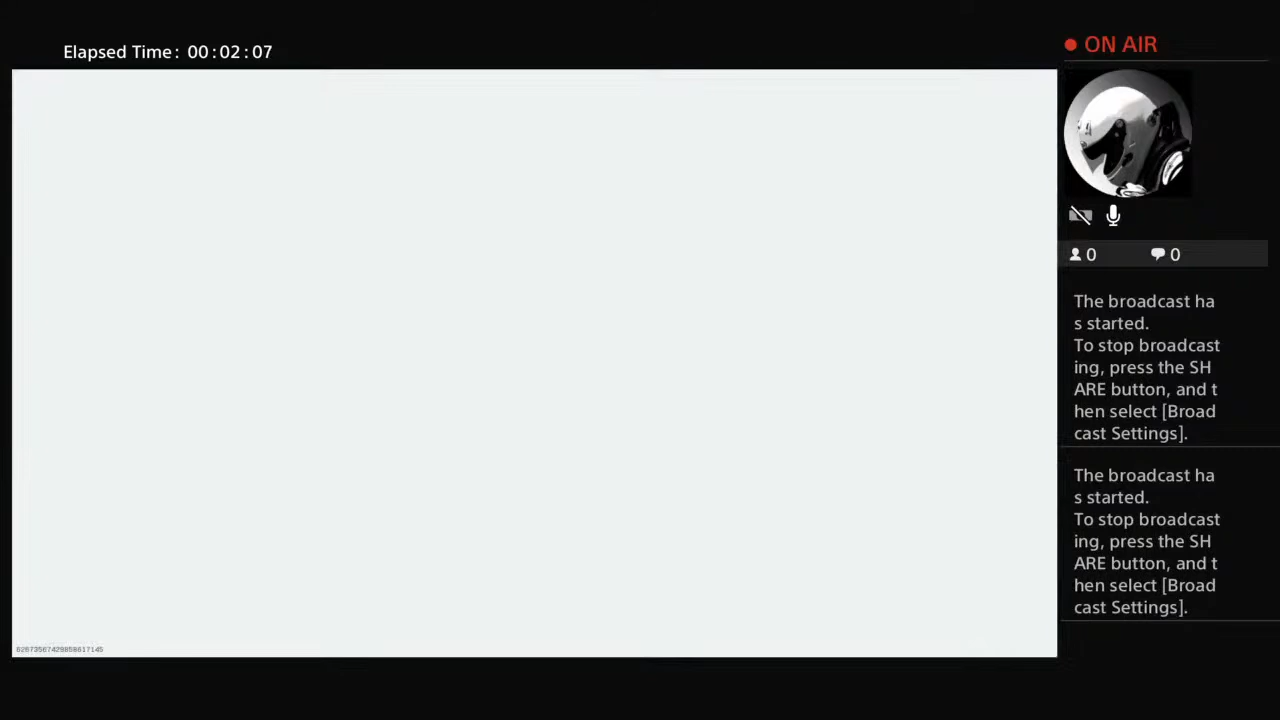 Elapsed Time: 00:02:07
ON AIR
0 0
The broadcast ha
s started.
To stop broadcast
ing, press the SH
ARE button, and t
hen select [Broad
cast Settings].
The broadcast ha
s started.
To stop broadcast
ing, press the SH
ARE button, and t
hen select [Broad
cast Settings].